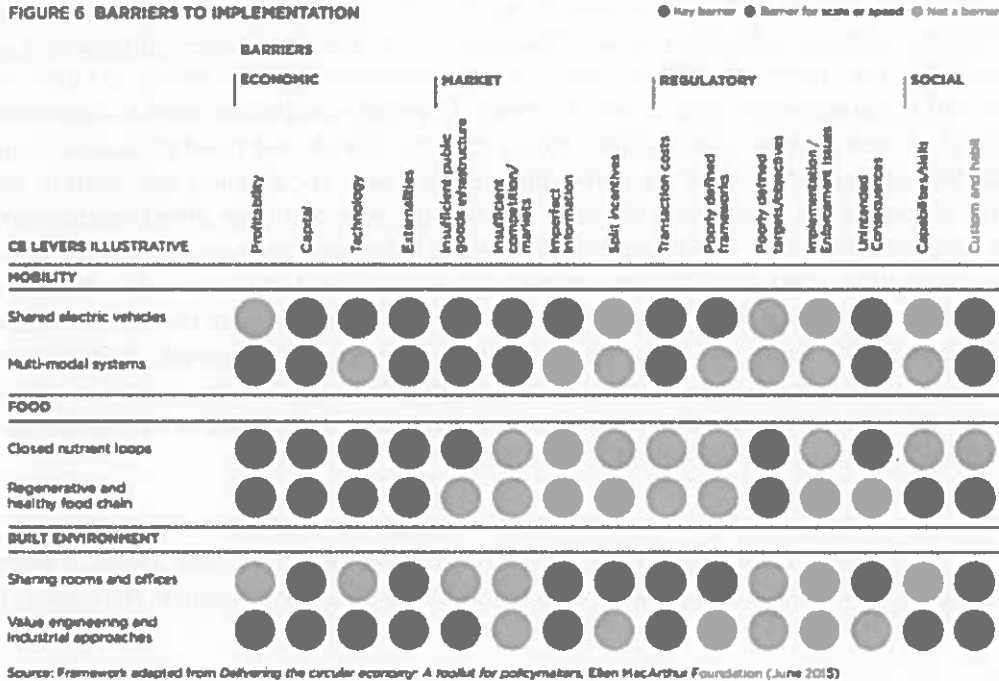 FIGURE 6 BARRIERS TO IMPLEMENTATION
Key barrier Barrier for scale or speed Not a barrier
BARRIERS
ECONOMIC MARKET REGULATORY SOCIAL
Profitability
Capital
Technology
Externalities
Insufficient public
goods / Infrastructure
Insufficient
competition/
markets
Imperfect
Information
Split incentives
Transaction costs
Poorly defined
frameworks
Poorly defined
targets/objectives
Implementation/
Enforcement failures
Unintended
Consequences
Capabilities/skills
Custom and habit
CE LEVERS ILLUSTRATIVE
MOBILITY
Shared electric vehicles
Multi-modal systems
FOOD
Closed nutrient loops
Regenerative and
healthy food chain
BUILT ENVIRONMENT
Sharing rooms and offices
Value engineering and
industrial approaches
Source: Framework adapted from Delivering the circular economy: A toolkit for policymakers, Ellen MacArthur Foundation (June 2015)